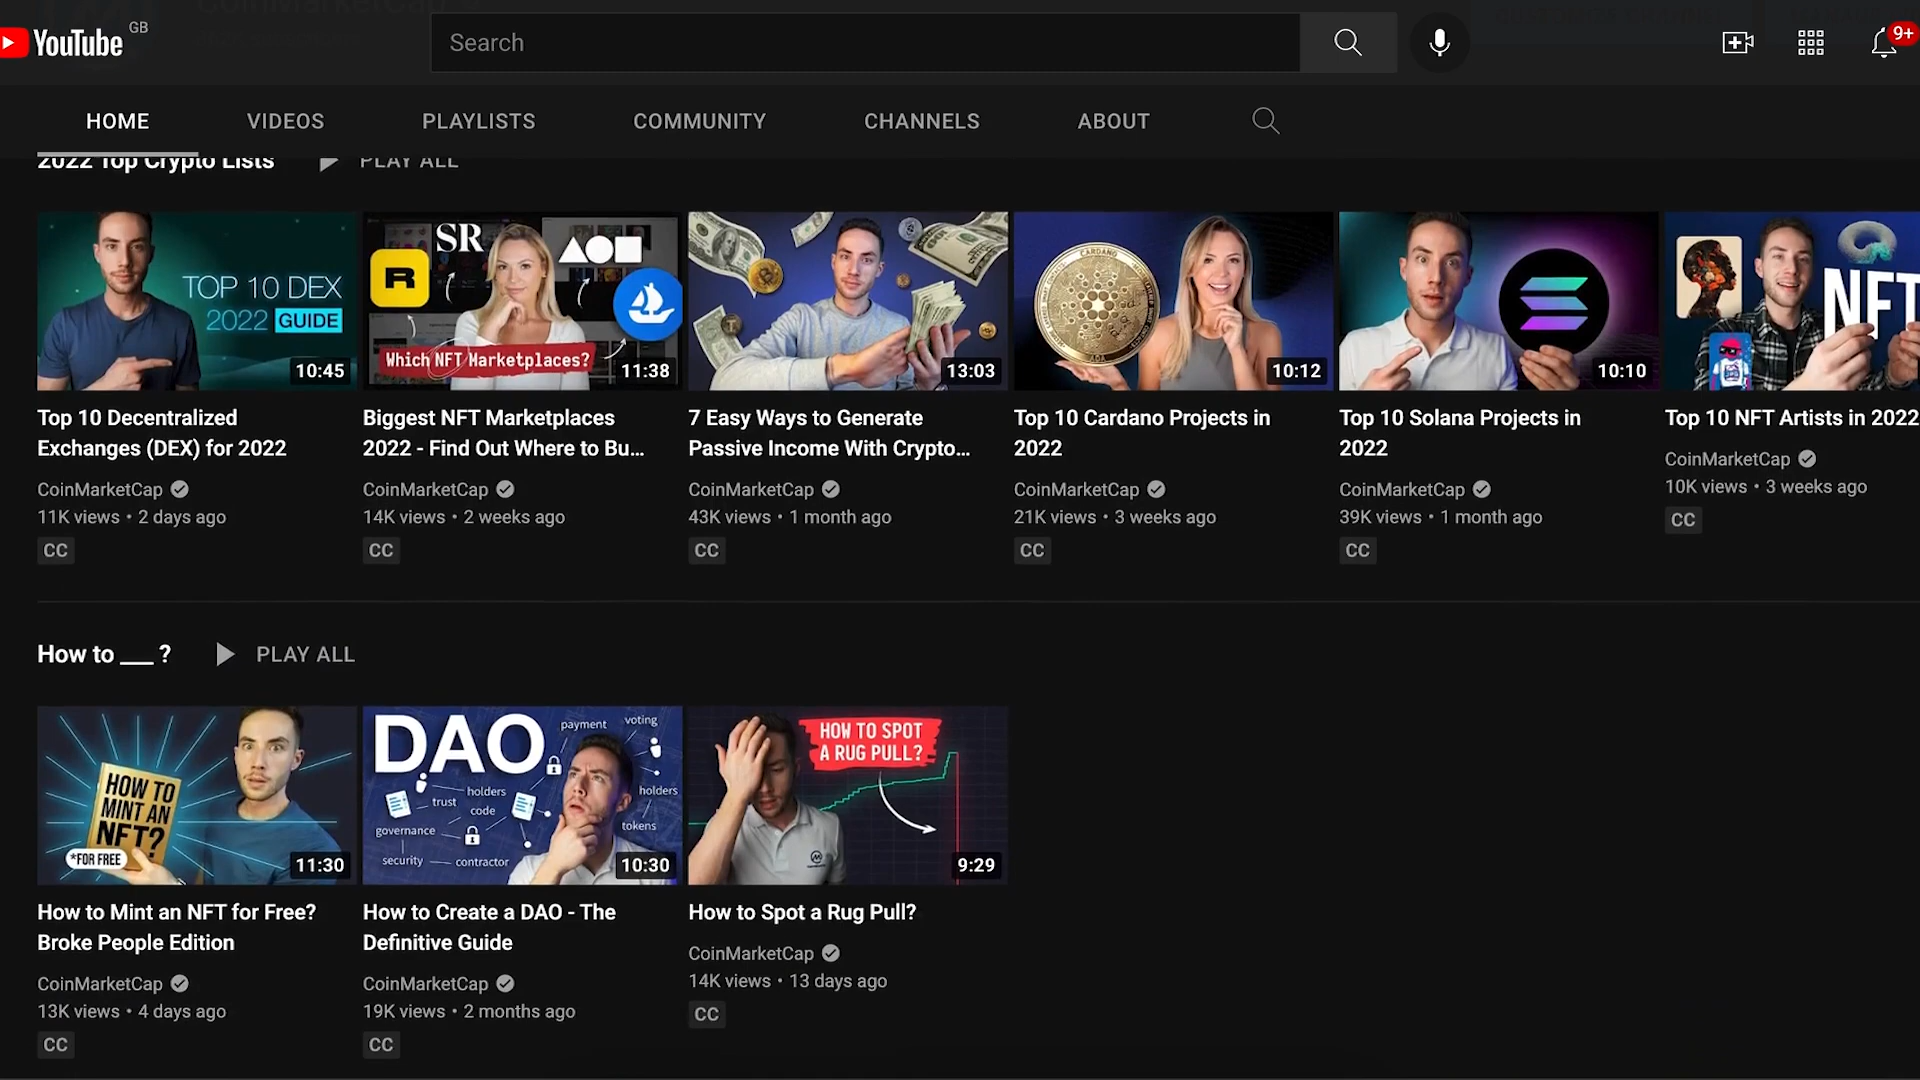 CoinMarketCap
YouTube GB
Search
9+
HOME VIDEOS PLAYLISTS COMMUNITY CHANNELS ABOUT
2022 Top Crypto Lists PLAY ALL
TOP 10 DEX
2022 GUIDE
10:45
SR
R
Which NFT Marketplaces?
11:38
13:03
CARDANO
ADA
10:12
10:10
NFT
Top 10 Decentralized
Exchanges (DEX) for 2022
CoinMarketCap
11K views • 2 days ago
CC
Biggest NFT Marketplaces
2022 - Find Out Where to Bu...
CoinMarketCap
14K views • 2 weeks ago
CC
7 Easy Ways to Generate
Passive Income With Crypto...
CoinMarketCap
43K views • 1 month ago
CC
Top 10 Cardano Projects in
2022
CoinMarketCap
21K views • 3 weeks ago
CC
Top 10 Solana Projects in
2022
CoinMarketCap
39K views • 1 month ago
CC
Top 10 NFT Artists in 2022
CoinMarketCap
10K views • 3 weeks ago
CC
How to ___ ? PLAY ALL
HOW TO
MINT AN
NFT?
*FOR FREE
11:30
DAO
payment
voting
holders
trust
code
holders
governance
tokens
security
contractor
10:30
HOW TO SPOT
A RUG PULL?
9:29
How to Mint an NFT for Free?
Broke People Edition
CoinMarketCap
13K views • 4 days ago
CC
How to Create a DAO - The
Definitive Guide
CoinMarketCap
19K views • 2 months ago
CC
How to Spot a Rug Pull?
CoinMarketCap
14K views • 13 days ago
CC